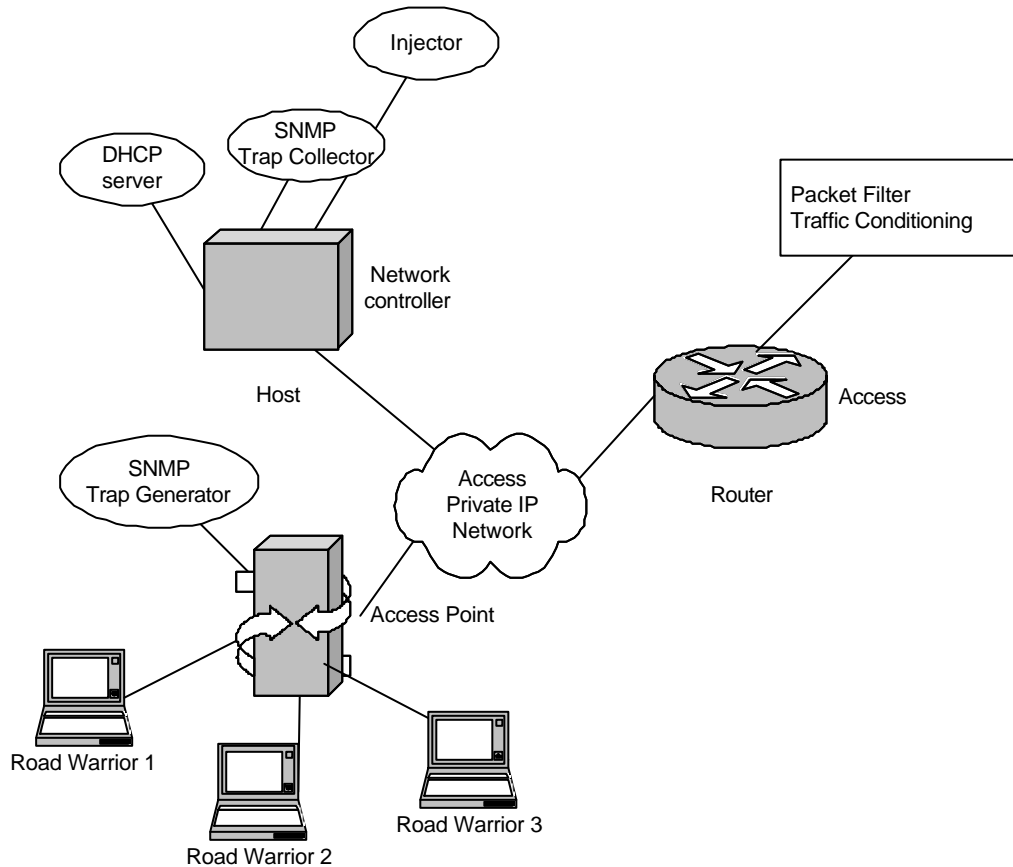 Injector
SNMP
Trap Collector
DHCP
server
Packet Filter
Traffic Conditioning
Network
controller
Host
Access
Router
SNMP
Trap Generator
Access
Private IP
Network
Access Point
Road Warrior 1
Road Warrior 2
Road Warrior 3